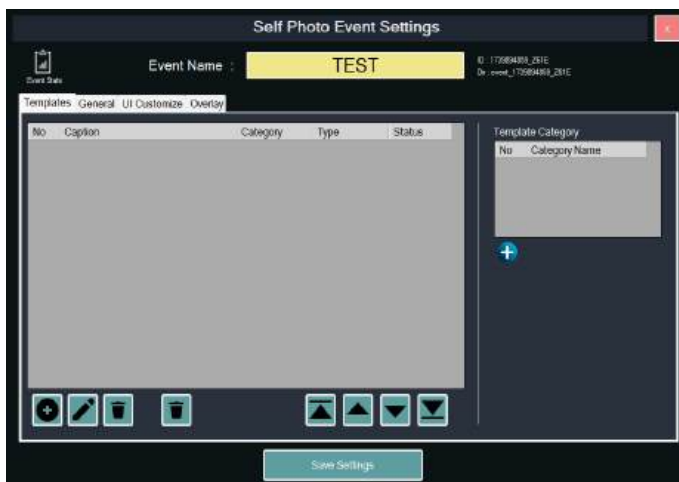 Self Photo Event Settings
x
Event Stats
Event Name : TEST
Templates General UI Customize Overlay
No Caption Category Type Status
Template Category
No Category Name
Save Settings